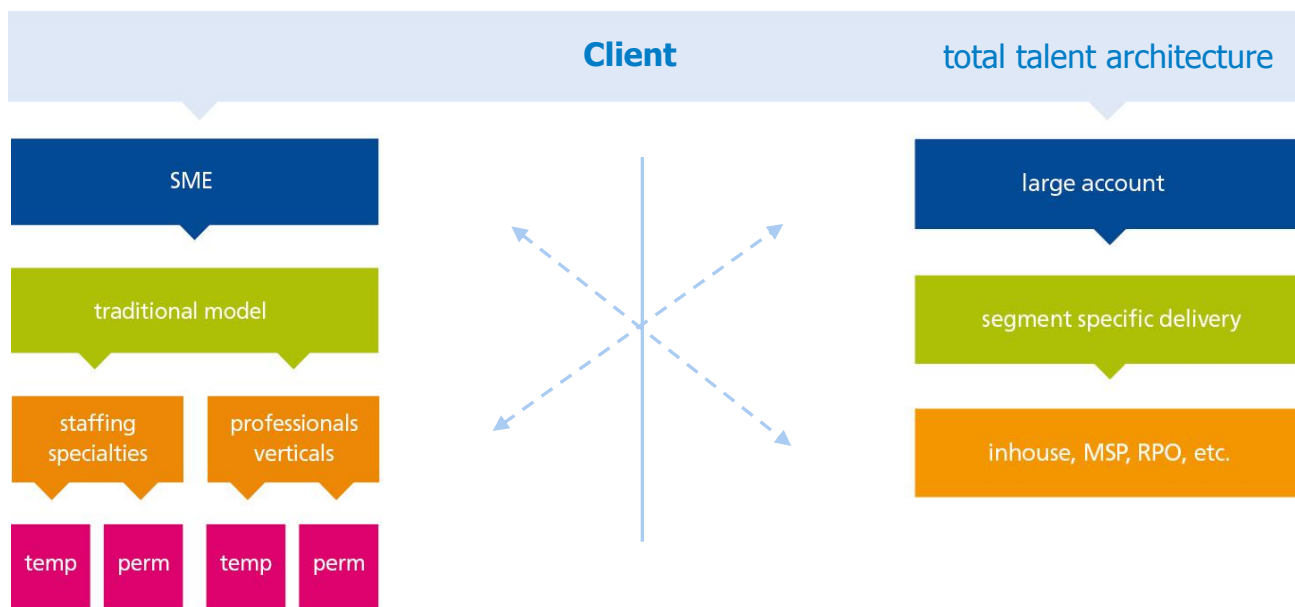 Client
total talent architecture
SME
large account
traditional model
segment specific delivery
staffing
specialties
professionals
verticals
inhouse, MSP, RPO, etc.
temp
perm
temp
perm